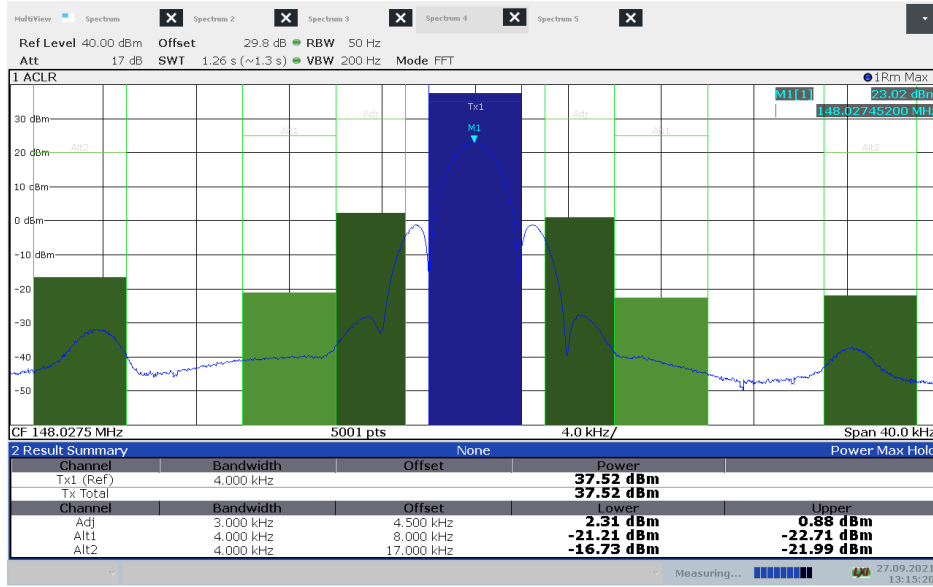 MultiView Spectrum X Spectrum 2 X Spectrum 3 X Spectrum 4 X Spectrum 5 X
Ref Level 40.00 dBm Offset 29.8 dB RBW 50 Hz
Att 17 dB SWT 1.26 s (~1.3 s) VBW 200 Hz Mode FFT
1 ACLR 1Rm Max
M1[1] 23.02 dBm
148.02745200 MHz
Tx1
Adj Adj
30 dBm
M1
Alt1 Alt1
Alt2 Alt2
20 dBm
10 dBm
0 dBm
-10 dBm
-20
-30
-40
-50
CF 148.0275 MHz 5001 pts 4.0 kHz/ Span 40.0 kHz
2 Result Summary None Power Max Hold
Channel Bandwidth Offset Power
Tx1 (Ref) 4.000 kHz 37.52 dBm
Tx Total 37.52 dBm
Channel Bandwidth Offset Lower Upper
Adj 3.000 kHz 4.500 kHz 2.31 dBm 0.88 dBm
Alt1 4.000 kHz 8.000 kHz -21.21 dBm -22.71 dBm
Alt2 4.000 kHz 17.000 kHz -16.73 dBm -21.99 dBm
Measuring... LXI 27.09.2021
13:15:20